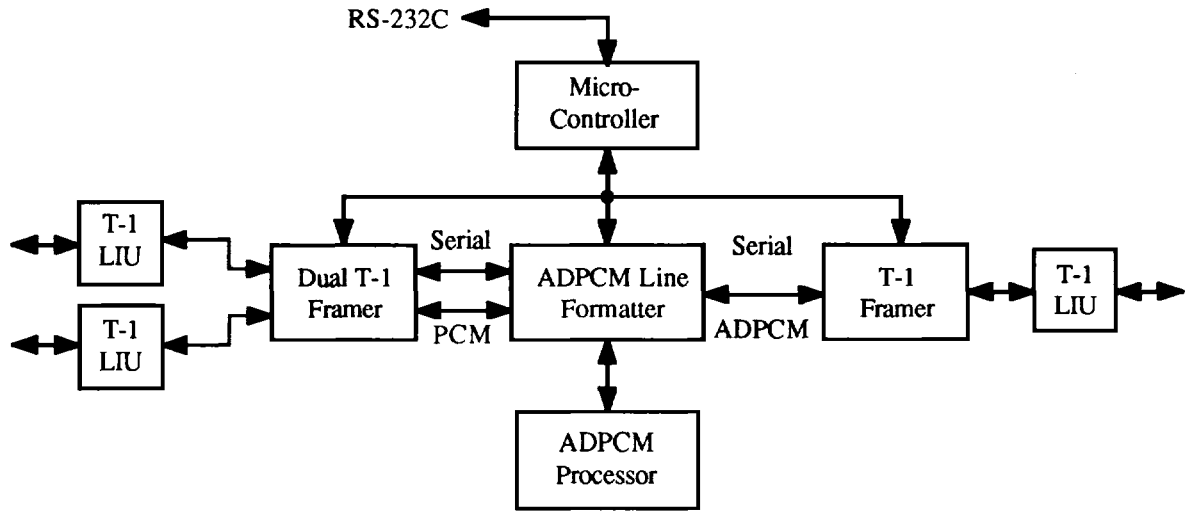 RS-232C
Micro-
Controller
T-1
LIU
T-1
LIU
Dual T-1
Framer
Serial
PCM
ADPCM Line
Formatter
Serial
ADPCM
T-1
Framer
T-1
LIU
ADPCM
Processor